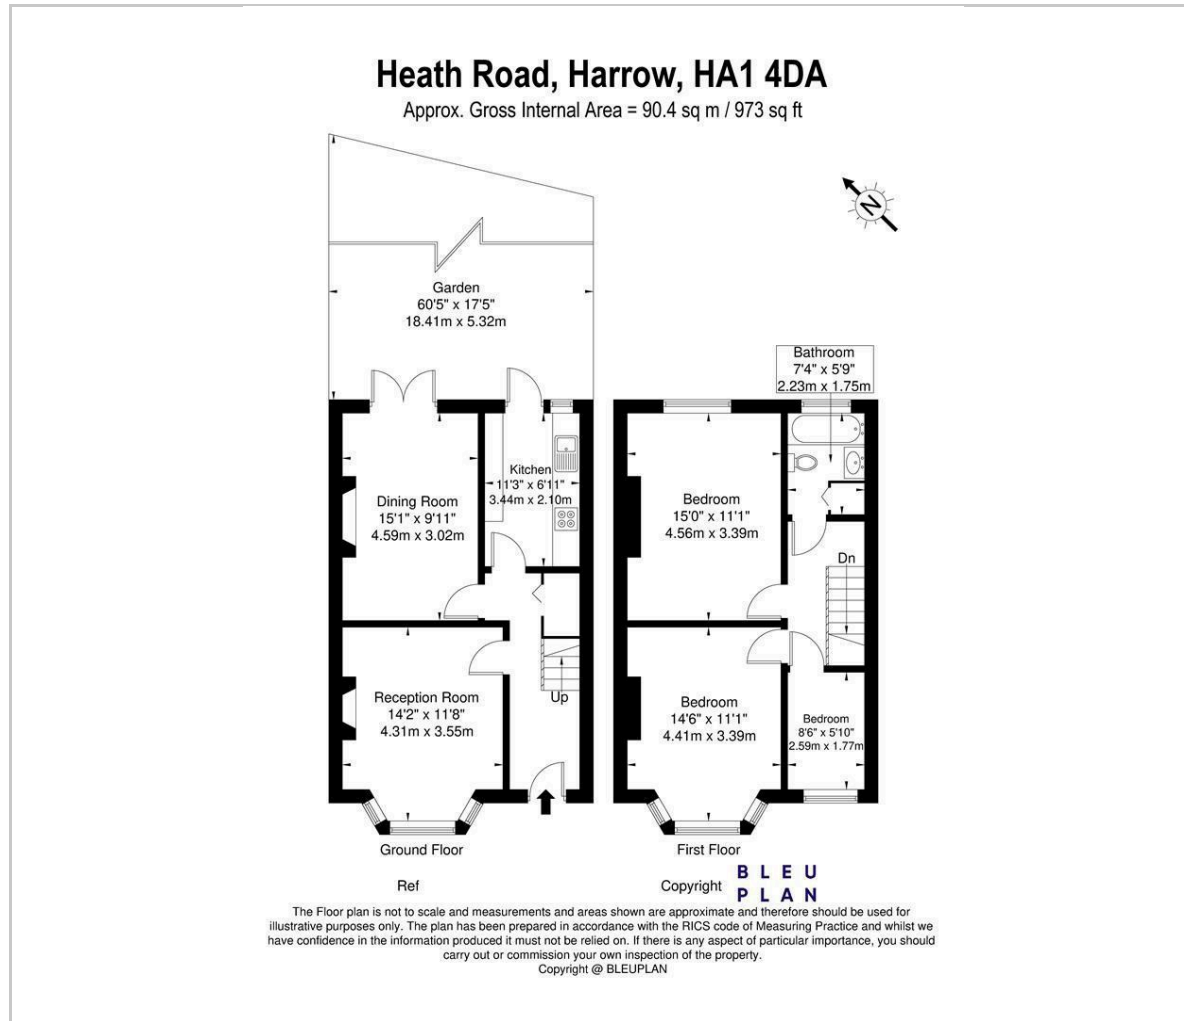 Heath Road, Harrow, HA1 4DA
Approx. Gross Internal Area = 90.4 sq m / 973 sq ft
N
Garden
60'5" x 17'5"
18.41m x 5.32m
Bathroom
7'4" x 5'9"
2.23m x 1.75m
Kitchen
11'3" x 6'11"
3.44m x 2.10m
Dining Room
15'1" x 9'11"
4.59m x 3.02m
Bedroom
15'0" x 11'1"
4.56m x 3.39m
Dn
Reception Room
14'2" x 11'8"
4.31m x 3.55m
Up
Bedroom
14'6" x 11'1"
4.41m x 3.39m
Bedroom
8'6" x 5'10"
2.59m x 1.77m
Ground Floor
First Floor
Ref
Copyright
BLEU
PLAN
The Floor plan is not to scale and measurements and areas shown are approximate and therefore should be used for
illustrative purposes only. The plan has been prepared in accordance with the RICS code of Measuring Practice and whilst we
have confidence in the information produced it must not be relied on. If there is any aspect of particular importance, you should
carry out or commission your own inspection of the property.
Copyright @ BLEUPLAN